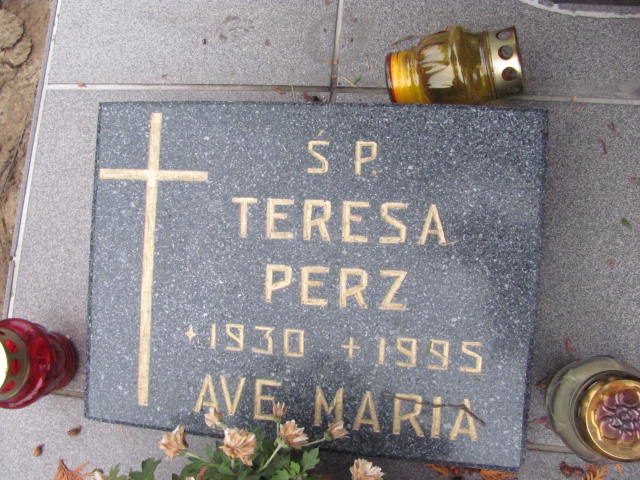 Ś P.
TERESA
PERZ
+1930 +1995
AVE MARIA